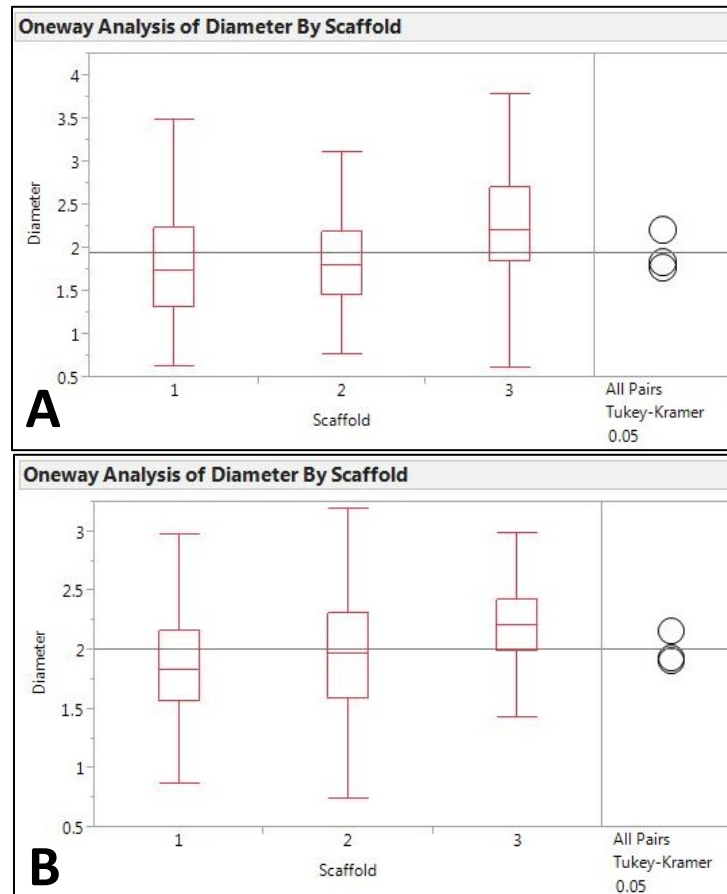 Oneway Analysis of Diameter By Scaffold
4
3.5
3
2.5
2
1.5
1
0.5
Diameter
1 2 3
Scaffold
All Pairs
Tukey-Kramer
0.05
A
Oneway Analysis of Diameter By Scaffold
3
2.5
2
1.5
1
0.5
Diameter
1 2 3
Scaffold
All Pairs
Tukey-Kramer
0.05
B